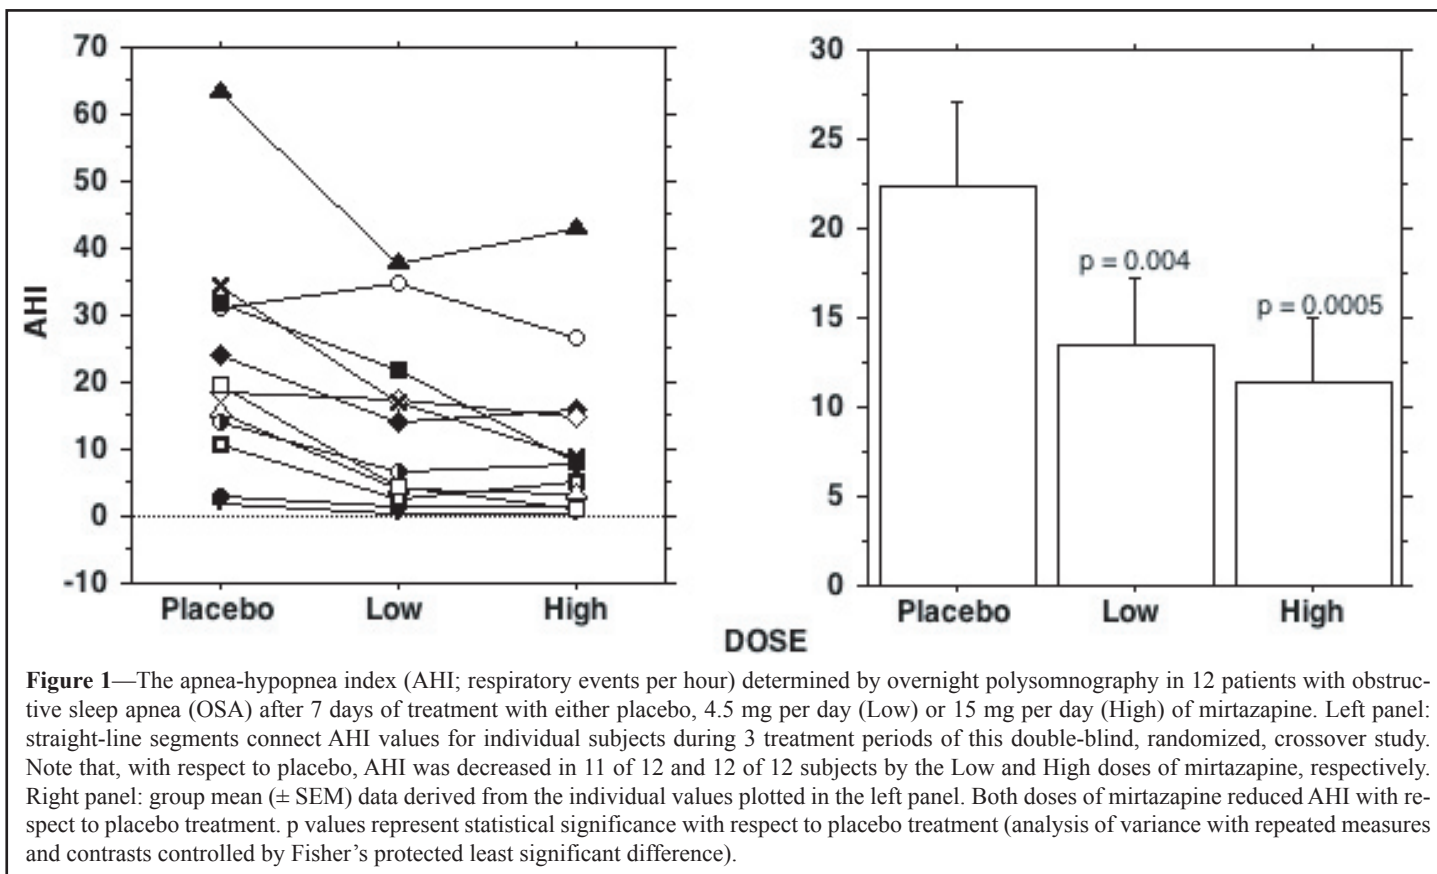 70
60
50
40
30
20
10
0
-10
AHI
Placebo
Low
High
30
25
20
15
10
5
0
p = 0.004
p = 0.0005
Placebo
Low
High
DOSE
Figure 1—The apnea-hypopnea index (AHI; respiratory events per hour) determined by overnight polysomnography in 12 patients with obstruc-
tive sleep apnea (OSA) after 7 days of treatment with either placebo, 4.5 mg per day (Low) or 15 mg per day (High) of mirtazapine. Left panel:
straight-line segments connect AHI values for individual subjects during 3 treatment periods of this double-blind, randomized, crossover study.
Note that, with respect to placebo, AHI was decreased in 11 of 12 and 12 of 12 subjects by the Low and High doses of mirtazapine, respectively.
Right panel: group mean (± SEM) data derived from the individual values plotted in the left panel. Both doses of mirtazapine reduced AHI with re-
spect to placebo treatment. p values represent statistical significance with respect to placebo treatment (analysis of variance with repeated measures
and contrasts controlled by Fisher's protected least significant difference).